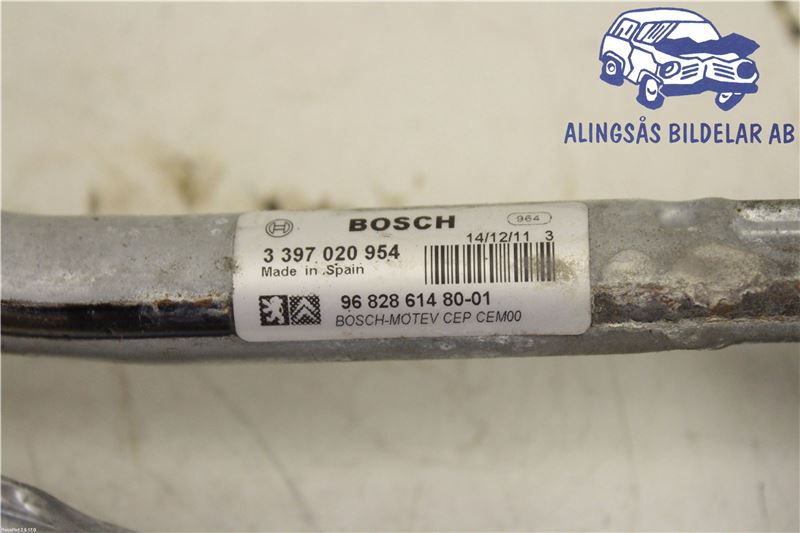 ALINGSÅS BILDELAR AB
BOSCH
964
3 397 020 954
14/12/11 3
Made in Spain
96 828 614 80-01
BOSCH-MOTEV CEP CEM00